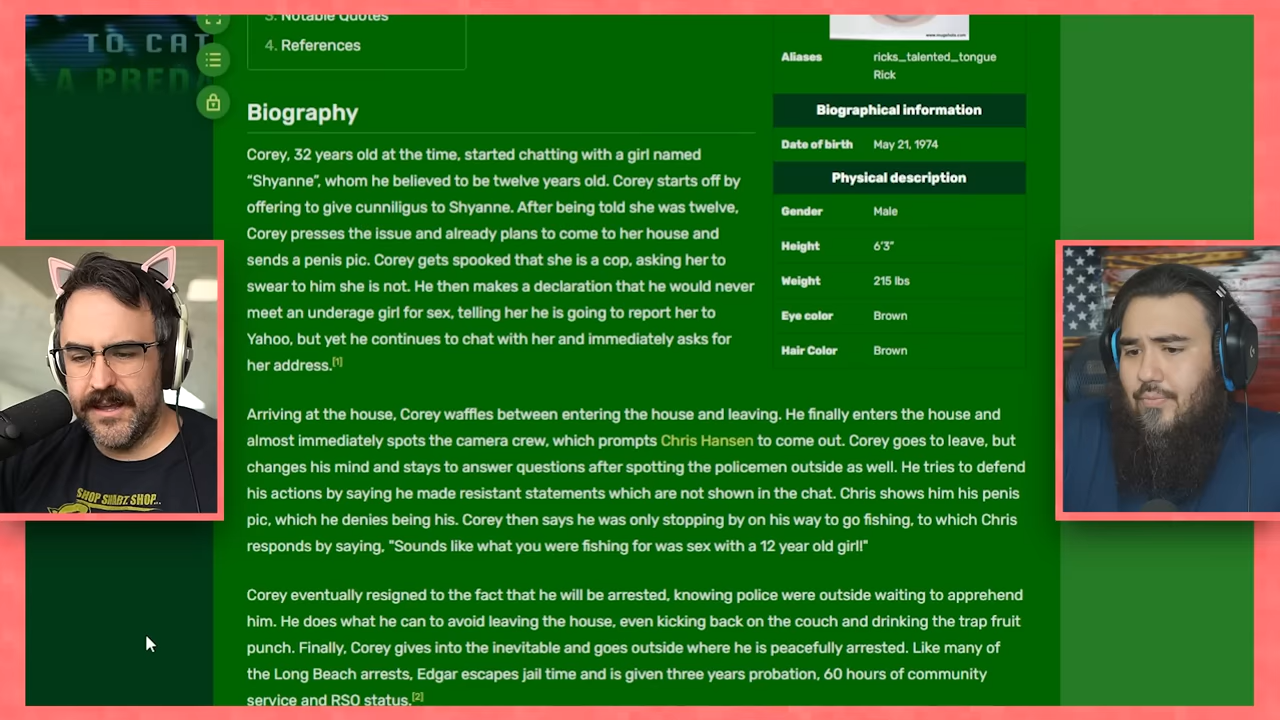 TO CAT
A PRED
3. Notable Quotes
4. References
Biography
Corey, 32 years old at the time, started chatting with a girl named
“Shyanne”, whom he believed to be twelve years old. Corey starts off by
offering to give cunniligus to Shyanne. After being told she was twelve,
Corey presses the issue and already plans to come to her house and
sends a penis pic. Corey gets spooked that she is a cop, asking her to
swear to him she is not. He then makes a declaration that he would never
meet an underage girl for sex, telling her he is going to report her to
Yahoo, but yet he continues to chat with her and immediately asks for
her address.[1]
Arriving at the house, Corey waffles between entering the house and leaving. He finally enters the house and
almost immediately spots the camera crew, which prompts Chris Hansen to come out. Corey goes to leave, but
changes his mind and stays to answer questions after spotting the policemen outside as well. He tries to defend
his actions by saying he made resistant statements which are not shown in the chat. Chris shows him his penis
pic, which he denies being his. Corey then says he was only stopping by on his way to go fishing, to which Chris
responds by saying, "Sounds like what you were fishing for was sex with a 12 year old girl!"
Corey eventually resigned to the fact that he will be arrested, knowing police were outside waiting to apprehend
him. He does what he can to avoid leaving the house, even kicking back on the couch and drinking the trap fruit
punch. Finally, Corey gives into the inevitable and goes outside where he is peacefully arrested. Like many of
the Long Beach arrests, Edgar escapes jail time and is given three years probation, 60 hours of community
service and RSO status.[2]
Aliases ricks_talented_tongue
Rick
Biographical information
Date of birth May 21, 1974
Physical description
Gender Male
Height 6'3"
Weight 215 lbs
Eye color Brown
Hair Color Brown
SHOP SMART. SHOP...